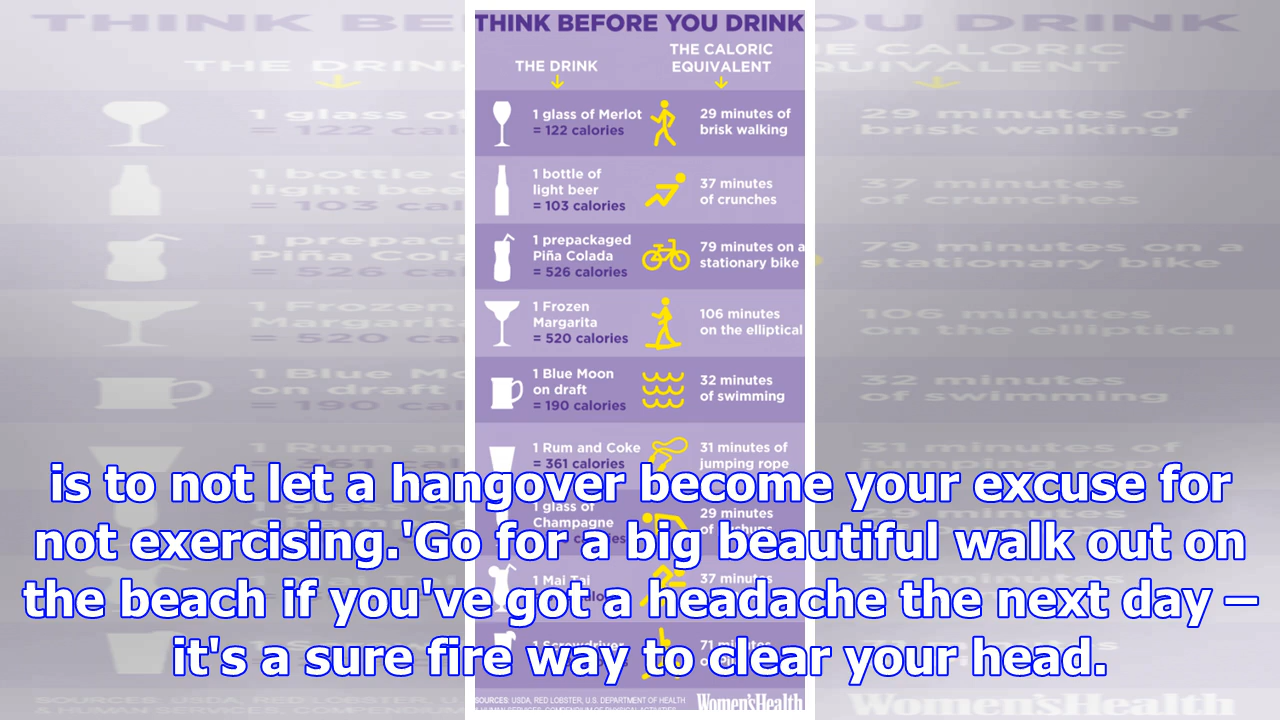 THINK BEFORE YOU DRINK
THE DRINK
THE CALORIC
EQUIVALENT
1 glass of Merlot
= 122 calories
29 minutes of
brisk walking
1 bottle of
light beer
= 103 calories
37 minutes
of crunches
1 prepackaged
Piña Colada
= 526 calories
79 minutes on a
stationary bike
1 Frozen
Margarita
= 520 calories
106 minutes
on the elliptical
1 Blue Moon
on draft
= 190 calories
32 minutes
of swimming
1 Rum and Coke
= 361 calories
31 minutes of
jumping rope
1 glass of
Champagne
29 minutes
of
1 Mai Tai
37 minutes
1 Screwdriver
71 minutes
is to not let a hangover become your excuse for
not exercising.'Go for a big beautiful walk out on
the beach if you've got a headache the next day –
it's a sure fire way to clear your head.
SOURCES: USDA, RED LOBSTER, U.S. DEPARTMENT OF HEALTH
Women'sHealth